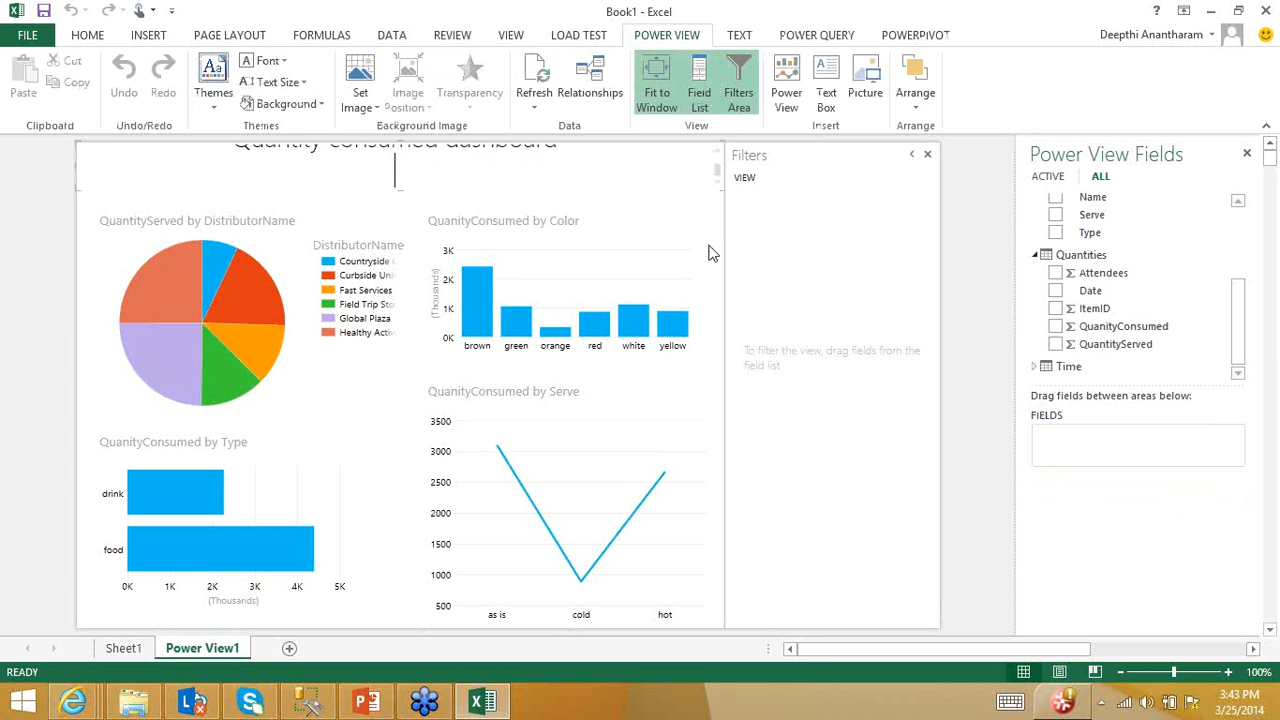 Book1 - Excel
?
FILE
HOME
INSERT
PAGE LAYOUT
FORMULAS
DATA
REVIEW
VIEW
LOAD TEST
POWER VIEW
TEXT
POWER QUERY
POWERPIVOT
Deepthi Anantharam
Paste
Cut
Copy
Clipboard
Undo
Redo
Undo/Redo
Themes
Font
Text Size
Background
Themes
Set Image
Image Position
Transparency
Background Image
Refresh
Relationships
Data
Fit to Window
Field List
Filters Area
View
Power View
Text Box
Picture
Insert
Arrange
Arrange
Quantity consumed dashboard
QuantityServed by DistributorName
DistributorName
Countryside
Curbside Uni
Fast Services
Field Trip Sto
Global Plaza
Healthy Activ
QuanityConsumed by Color
3K
2K
1K
0K
(Thousands)
brown
green
orange
red
white
yellow
QuanityConsumed by Type
drink
food
0K
1K
2K
3K
4K
5K
(Thousands)
QuanityConsumed by Serve
3500
3000
2500
2000
1500
1000
500
as is
cold
hot
Filters
VIEW
To filter the view, drag fields from the
field list
Power View Fields
ACTIVE
ALL
Name
Serve
Type
Quantities
Σ Attendees
Date
Σ ItemID
Σ QuanityConsumed
Σ QuantityServed
Time
Drag fields between areas below:
FIELDS
Sheet1
Power View1
READY
100%
3:43 PM
3/25/2014